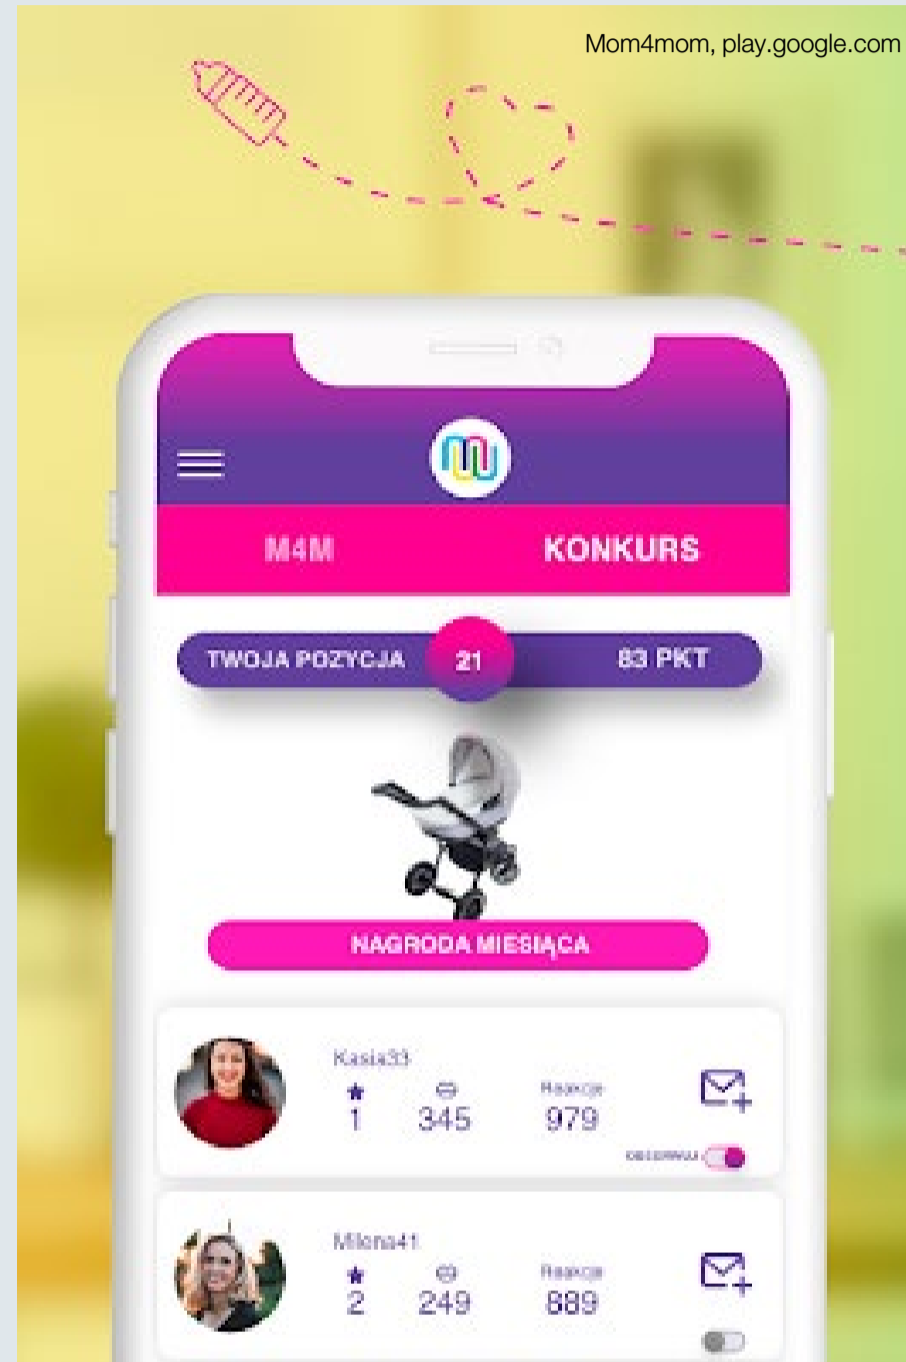 Mom4mom, play.google.com
M4M KONKURS
TWOJA POZYCJA 21 83 PKT
NAGRODA MIESIĄCA
Kasia33
Reakcje
1 345 979
OBSERWUJ
Milena41
Reakcje
2 249 889